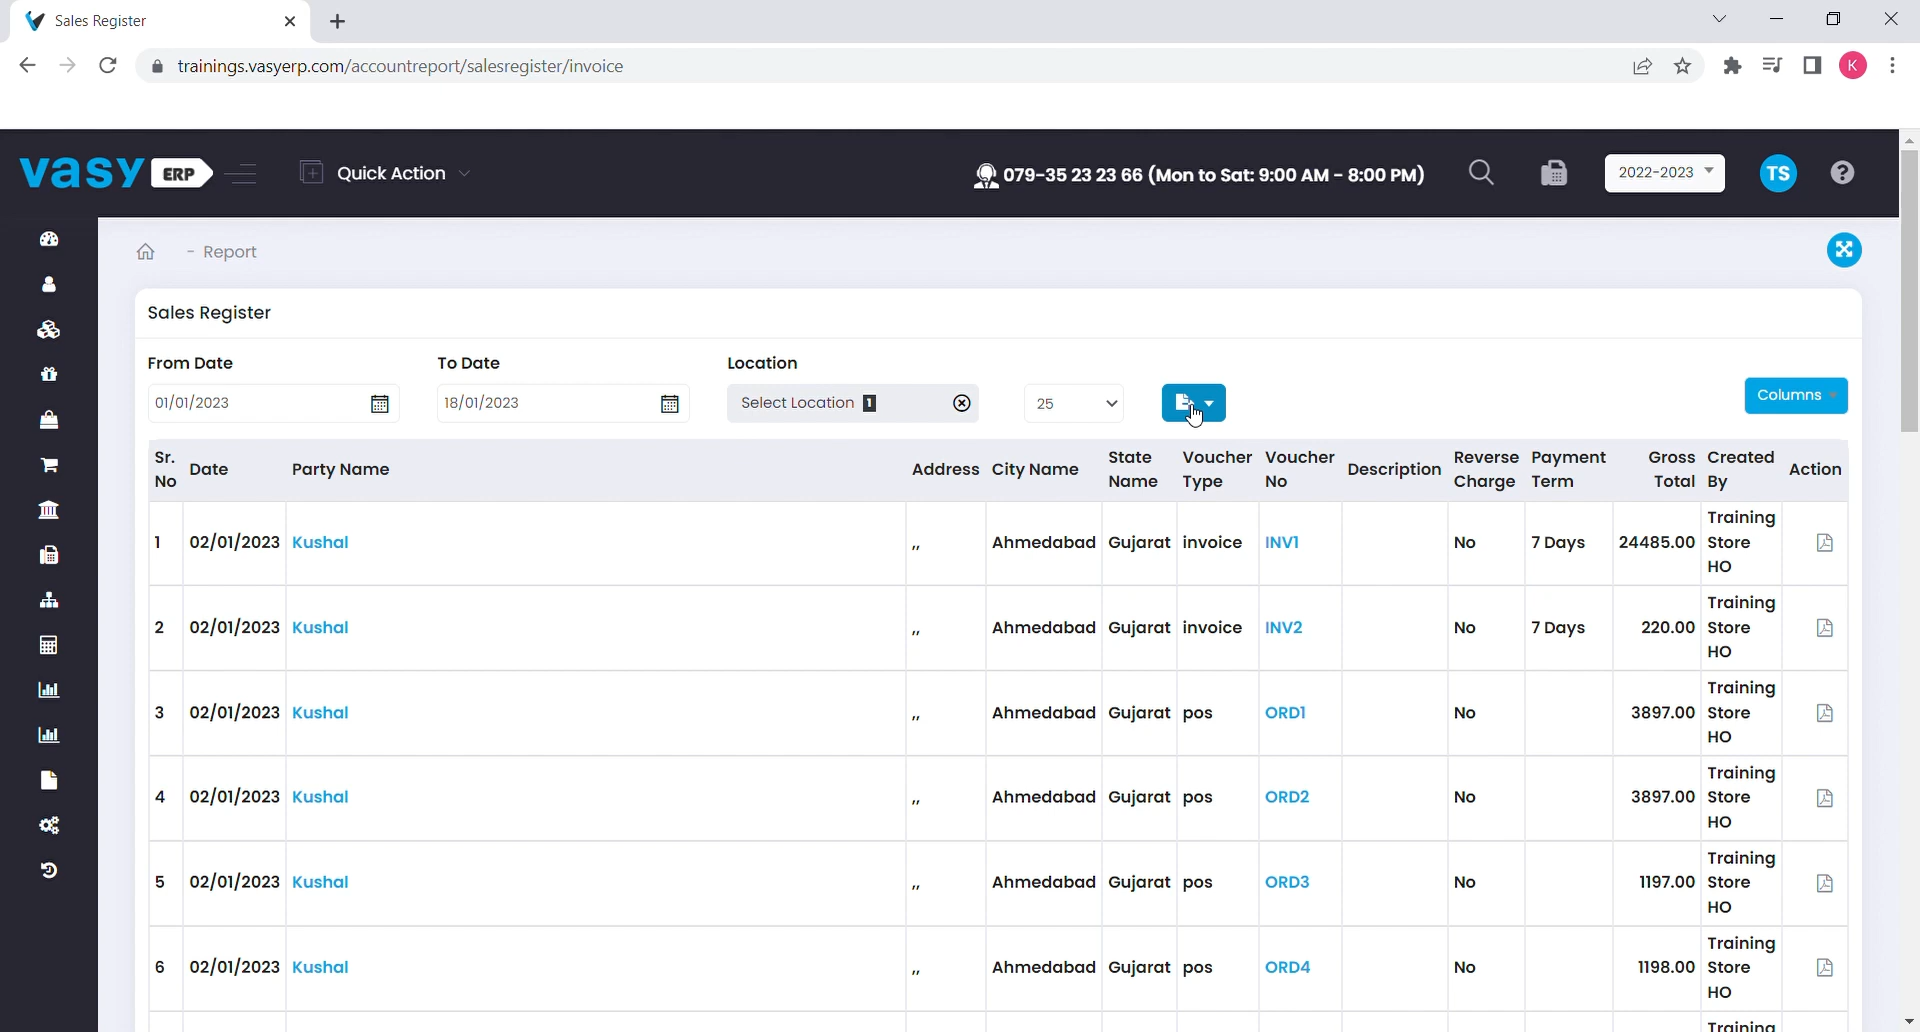 Sales Register
trainings.vasyerp.com/accountreport/salesregister/invoice
K
vasy ERP
Quick Action
079-35 23 23 66 (Mon to Sat: 9:00 AM - 8:00 PM)
2022-2023
TS
- Report
Sales Register
From Date To Date Location
01/01/2023 18/01/2023 Select Location 1 25 Columns
Sr. No Date Party Name Address City Name State Name Voucher Type Voucher No Description Reverse Charge Payment Term Gross Total Created By Action
1 02/01/2023 Kushal ,, Ahmedabad Gujarat invoice INV1 No 7 Days 24485.00 Training Store HO
2 02/01/2023 Kushal ,, Ahmedabad Gujarat invoice INV2 No 7 Days 220.00 Training Store HO
3 02/01/2023 Kushal ,, Ahmedabad Gujarat pos ORD1 No 3897.00 Training Store HO
4 02/01/2023 Kushal ,, Ahmedabad Gujarat pos ORD2 No 3897.00 Training Store HO
5 02/01/2023 Kushal ,, Ahmedabad Gujarat pos ORD3 No 1197.00 Training Store HO
6 02/01/2023 Kushal ,, Ahmedabad Gujarat pos ORD4 No 1198.00 Training Store HO
Training